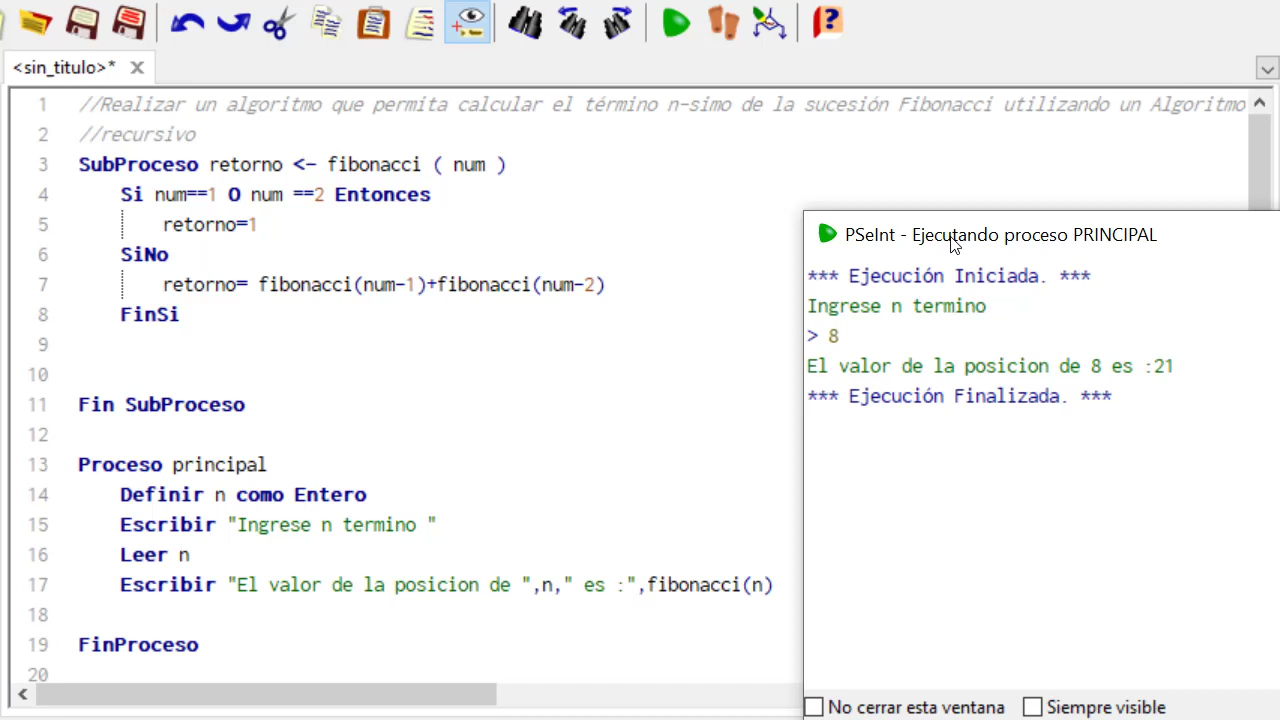 <sin_titulo>*
1 //Realizar un algoritmo que permita calcular el término n-simo de la sucesión Fibonacci utilizando un Algoritmo
2 //recursivo
3 SubProceso retorno <- fibonacci ( num )
4 Si num==1 O num ==2 Entonces
5 retorno=1
6 SiNo
7 retorno= fibonacci(num-1)+fibonacci(num-2)
8 FinSi
9
10
11 Fin SubProceso
12
13 Proceso principal
14 Definir n como Entero
15 Escribir "Ingrese n termino "
16 Leer n
17 Escribir "El valor de la posicion de ",n," es :",fibonacci(n)
18
19 FinProceso
20
PSeInt - Ejecutando proceso PRINCIPAL
*** Ejecución Iniciada. ***
Ingrese n termino
> 8
El valor de la posicion de 8 es :21
*** Ejecución Finalizada. ***
No cerrar esta ventana Siempre visible